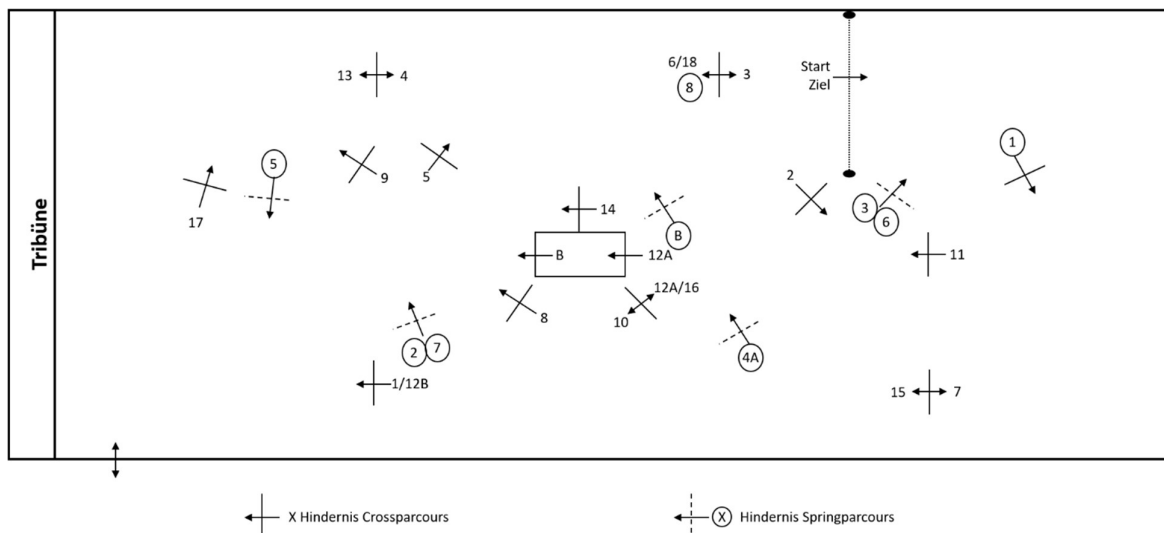 Tribüne
13
4
6/18
8
3
Start
Ziel
1
5
9
5
17
2
3
6
14
B
B
12A
11
12A/16
8
10
4A
2
7
1/12B
15
7
X Hindernis Crossparcours
X Hindernis Springparcours